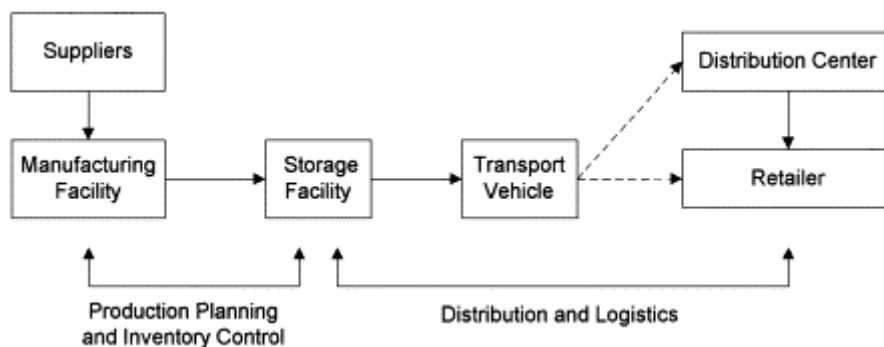 Suppliers
Distribution Center
Manufacturing
Facility
Storage
Facility
Transport
Vehicle
Retailer
Production Planning
and Inventory Control
Distribution and Logistics